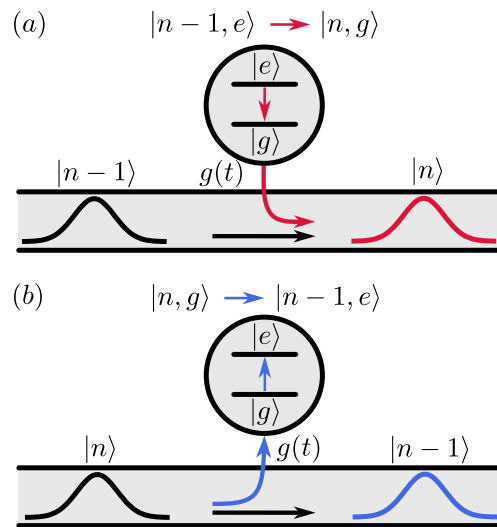 (a) |n − 1, e⟩ → |n, g⟩
|e⟩
|g⟩
|n − 1⟩ g(t) |n⟩
(b) |n, g⟩ → |n − 1, e⟩
|e⟩
|g⟩
|n⟩ g(t) |n − 1⟩